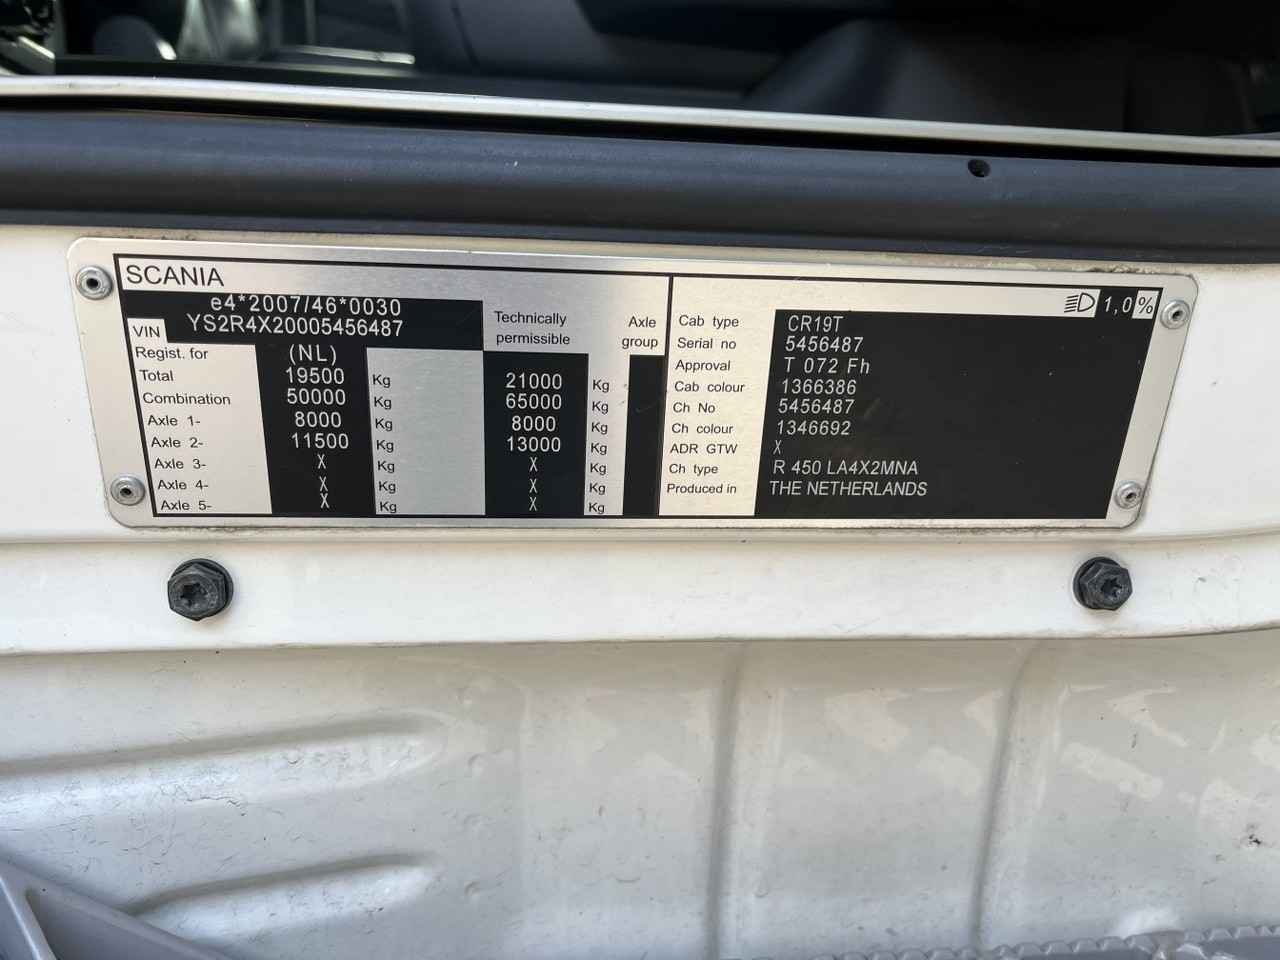 SCANIA
e4*2007/46*0030
VIN YS2R4X20005456487
Technically permissible
Axle group
Regist. for (NL)
Total 19500 Kg 21000 Kg
Combination 50000 Kg 65000 Kg
Axle 1- 8000 Kg 8000 Kg
Axle 2- 11500 Kg 13000 Kg
Axle 3- X Kg X Kg
Axle 4- X Kg X Kg
Axle 5- X Kg X Kg
1,0 %
Cab type CR19T
Serial no 5456487
Approval T 072 Fh
Cab colour 1366386
Ch No 5456487
Ch colour 1346692
ADR GTW X
Ch type R 450 LA4X2MNA
Produced in THE NETHERLANDS